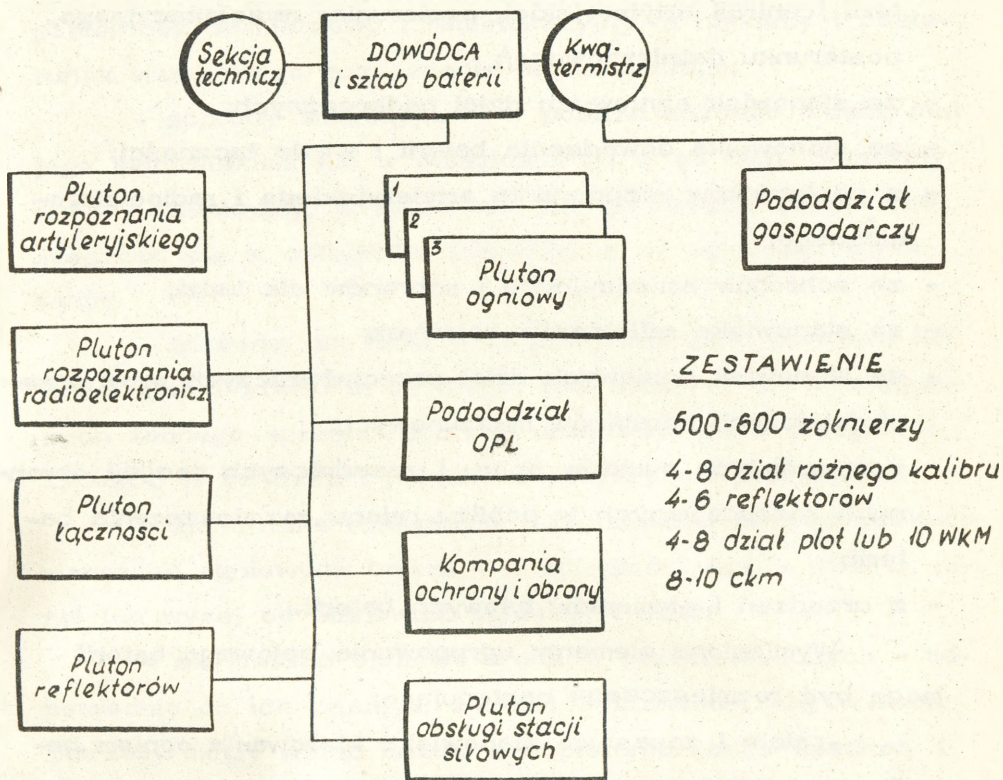 Sekcja
technicz.
DOWÓDCA
i sztab baterii
Kwa-
termistrz
Pluton
rozpoznania
artyleryjskiego
1
2
3
Pluton
ogniowy
Pododdział
gospodarczy
Pluton
rozpoznania
radioelektronicz.
Pododdział
OPL
Pluton
łączności
Kompania
ochrony i obrony
Pluton
reflektorów
Pluton
obsługi stacji
siłowych
ZESTAWIENIE
500-600 żołnierzy
4-8 dział różnego kalibru
4-6 reflektorów
4-8 dział plot lub 10 WKM
8-10 ckm